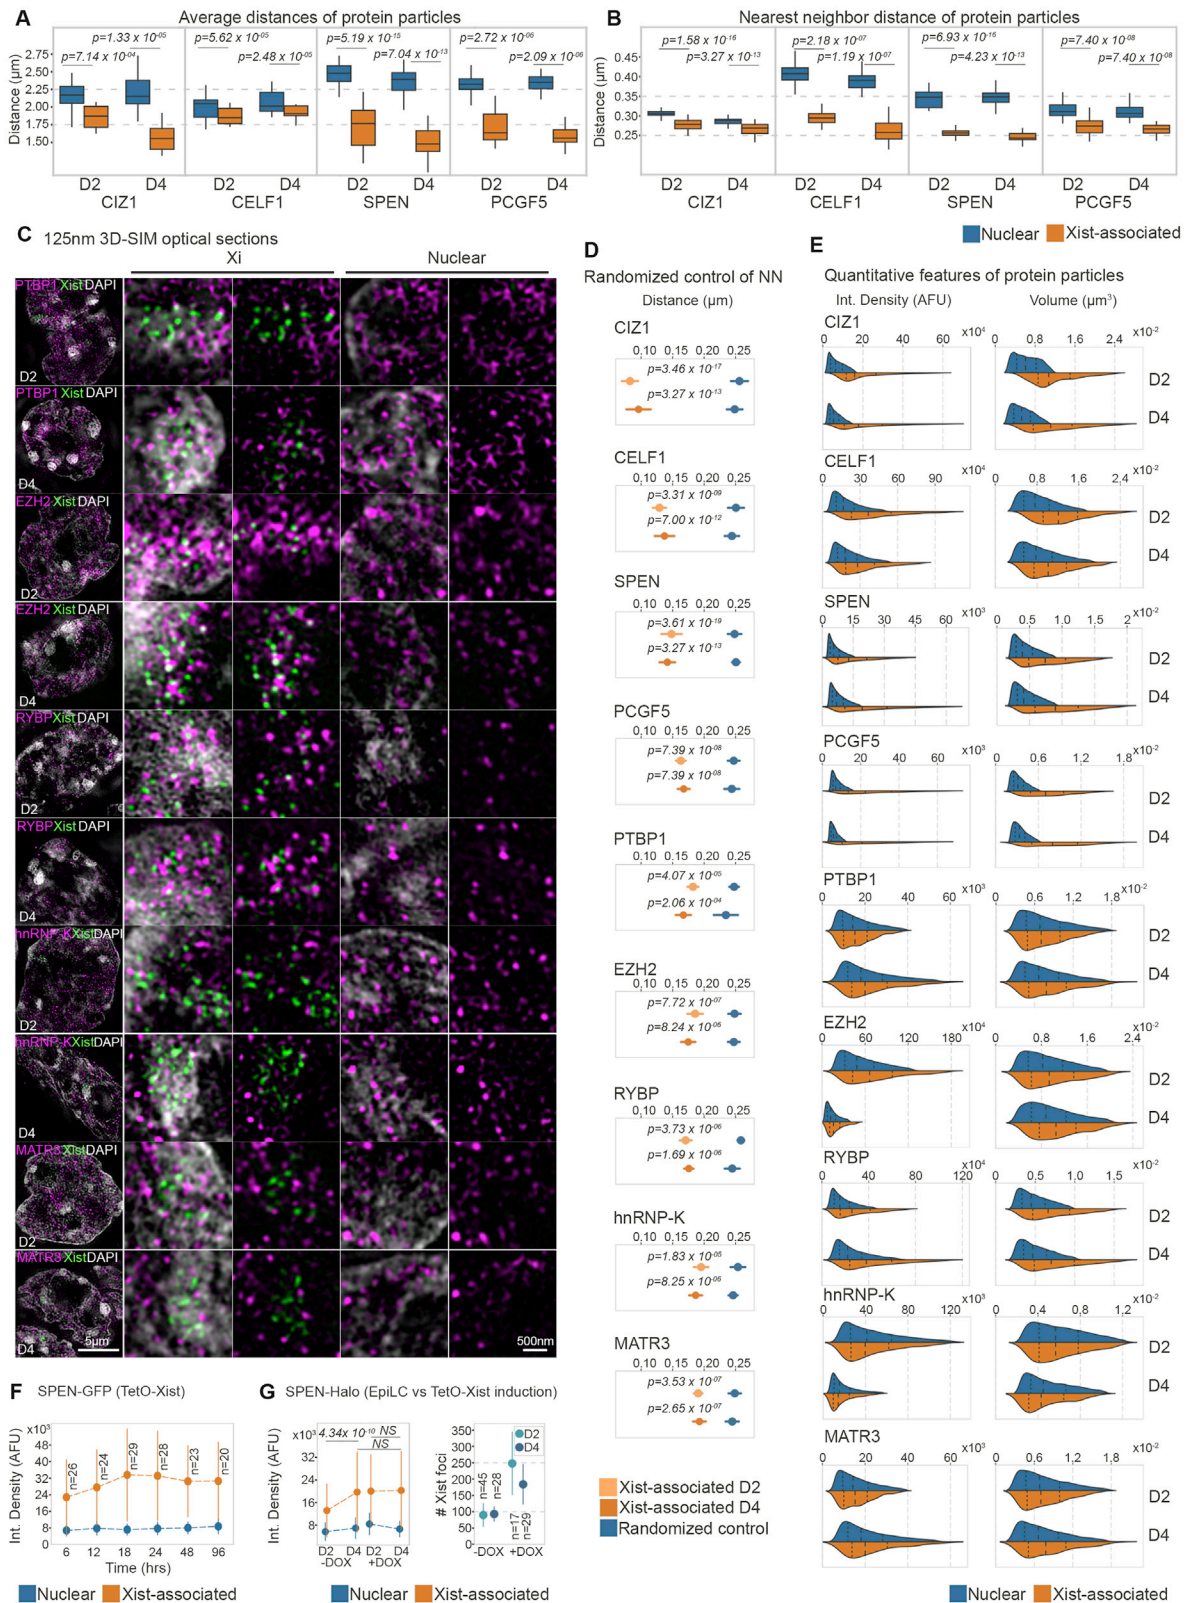 A
Average distances of protein particles
Distance (µm)
2.75
2.50
2.25
2.00
1.75
1.50
p=1.33 x 10-05
p=7.14 x 10-04
p=5.62 x 10-05
p=2.48 x 10-05
p=5.19 x 10-15
p=7.04 x 10-13
p=2.72 x 10-06
p=2.09 x 10-06
D2 D4 D2 D4 D2 D4 D2 D4
CIZ1 CELF1 SPEN PCGF5
B
Nearest neighbor distance of protein particles
Distance (µm)
0.45
0.40
0.35
0.30
0.25
p=1.58 x 10-16
p=3.27 x 10-13
p=2.18 x 10-07
p=1.19 x 10-07
p=6.93 x 10-16
p=4.23 x 10-13
p=7.40 x 10-08
p=7.40 x 10-08
D2 D4 D2 D4 D2 D4 D2 D4
CIZ1 CELF1 SPEN PCGF5
Nuclear Xist-associated
C
125nm 3D-SIM optical sections
Xi Nuclear
PTBP1 Xist DAPI
D2
PTBP1 Xist DAPI
D4
EZH2 Xist DAPI
D2
EZH2 Xist DAPI
D4
RYBP Xist DAPI
D2
RYBP Xist DAPI
D4
hnRNP-K Xist DAPI
D2
hnRNP-K Xist DAPI
D4
MATR3 Xist DAPI
D2
MATR3 Xist DAPI
D4
5µm
500nm
D
Randomized control of NN
Distance (µm)
CIZ1
0,10 0,15 0,20 0,25
p=3.46 x 10-17
p=3.27 x 10-13
CELF1
0,10 0,15 0,20 0,25
p=3.31 x 10-09
p=7.00 x 10-12
SPEN
0,10 0,15 0,20 0,25
p=3.61 x 10-19
p=3.27 x 10-13
PCGF5
0,10 0,15 0,20 0,25
p=7.39 x 10-08
p=7.39 x 10-08
PTBP1
0,10 0,15 0,20 0,25
p=4.07 x 10-05
p=2.06 x 10-04
EZH2
0,10 0,15 0,20 0,25
p=7.72 x 10-07
p=8.24 x 10-06
RYBP
0,10 0,15 0,20 0,25
p=3.73 x 10-06
p=1.69 x 10-06
hnRNP-K
0,10 0,15 0,20 0,25
p=1.83 x 10-05
p=8.25 x 10-06
MATR3
0,10 0,15 0,20 0,25
p=3.53 x 10-07
p=2.65 x 10-07
Xist-associated D2
Xist-associated D4
Randomized control
E
Quantitative features of protein particles
Int. Density (AFU) Volume (µm3)
CIZ1
0 20 40 60 x104
0 0,8 1,6 2,4 x10-2
D2
D4
CELF1
0 30 60 90 x104
0 0,8 1,6 2,4 x10-2
D2
D4
SPEN
0 15 30 45 60 x103
0 0.5 1.0 1.5 2 x10-2
D2
D4
PCGF5
0 20 40 60 x103
0 0.6 1.2 1.8 x10-2
D2
D4
PTBP1
0 20 40 60 x103
0 0.6 1.2 1.8 x10-2
D2
D4
EZH2
0 60 120 180 x104
0 0.8 1.6 2.4 x10-2
D2
D4
RYBP
0 40 80 120 x104
0 0.5 1.0 1.5 x10-2
D2
D4
hnRNP-K
0 40 80 120 x103
0 0,4 0,8 1,2 x10-2
D2
D4
MATR3
0 20 40 60 x103
0 0.6 1.2 1.8 x10-2
D2
D4
Nuclear Xist-associated
F
SPEN-GFP (TetO-Xist)
Int. Density (AFU)
x103
48
40
32
24
16
8
0
n=26
n=24
n=29
n=28
n=23
n=20
6 12 18 24 48 96
Time (hrs)
Nuclear Xist-associated
G
SPEN-Halo (EpiLC vs TetO-Xist induction)
Int. Density (AFU)
x103
32
24
16
8
4.34x 10-10
NS
NS
D2 D4 D2 D4
-DOX +DOX
Nuclear Xist-associated
# Xist foci
350
300
250
200
150
100
50
0
D2
D4
n=45
n=28
n=17
n=29
-DOX +DOX